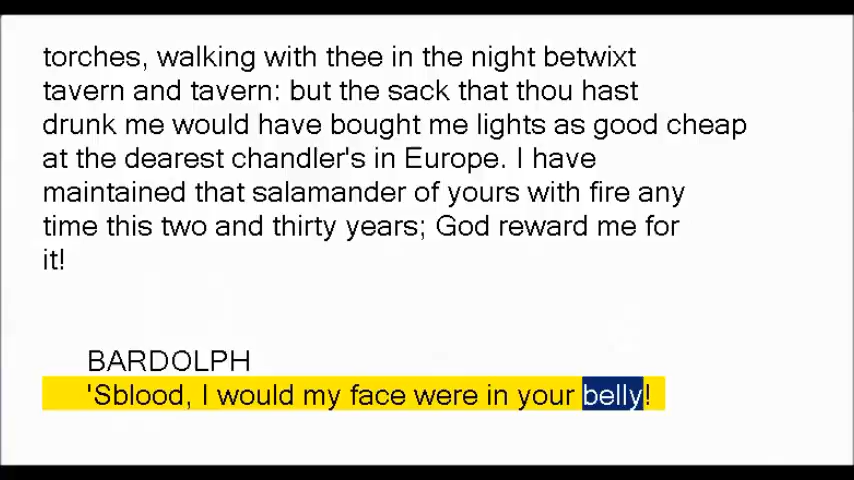 torches, walking with thee in the night betwixt
tavern and tavern: but the sack that thou hast
drunk me would have bought me lights as good cheap
at the dearest chandler's in Europe. I have
maintained that salamander of yours with fire any
time this two and thirty years; God reward me for
it!
BARDOLPH
'Sblood, I would my face were in your belly!